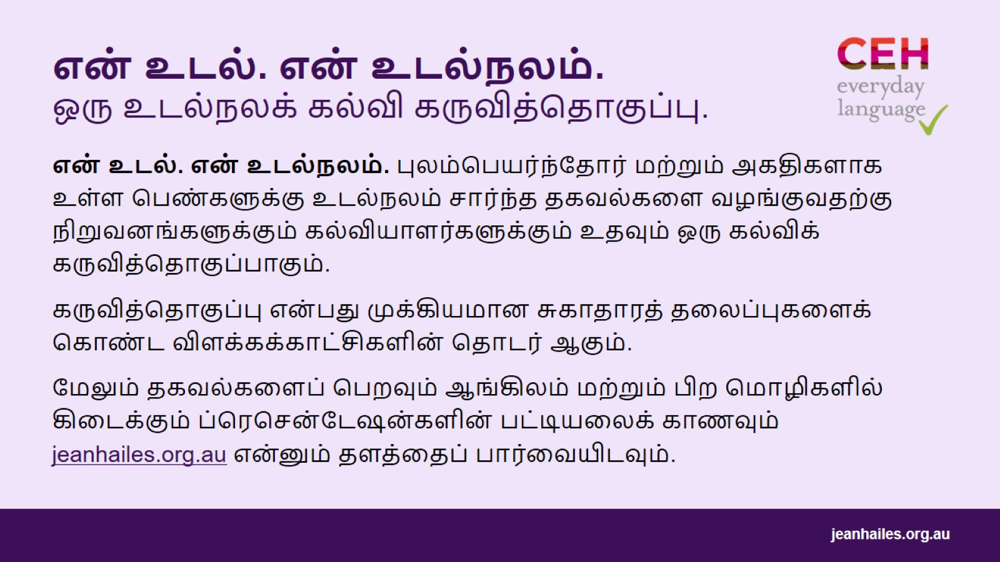 என் உடல். என் உடல்நலம்.
ஒரு உடல்நலக் கல்வி கருவித்தொகுப்பு.
CEH
everyday
language
என் உடல். என் உடல்நலம். புலம்பெயர்ந்தோர் மற்றும் அகதிகளாக
உள்ள பெண்களுக்கு உடல்நலம் சார்ந்த தகவல்களை வழங்குவதற்கு
நிறுவனங்களுக்கும் கல்வியாளர்களுக்கும் உதவும் ஒரு கல்விக்
கருவித்தொகுப்பாகும்.
கருவித்தொகுப்பு என்பது முக்கியமான சுகாதாரத் தலைப்புகளைக்
கொண்ட விளக்கக்காட்சிகளின் தொடர் ஆகும்.
மேலும் தகவல்களைப் பெறவும் ஆங்கிலம் மற்றும் பிற மொழிகளில்
கிடைக்கும் ப்ரெசென்டேஷன்களின் பட்டியலைக் காணவும்
jeanhailes.org.au என்னும் தளத்தைப் பார்வையிடவும்.
jeanhailes.org.au